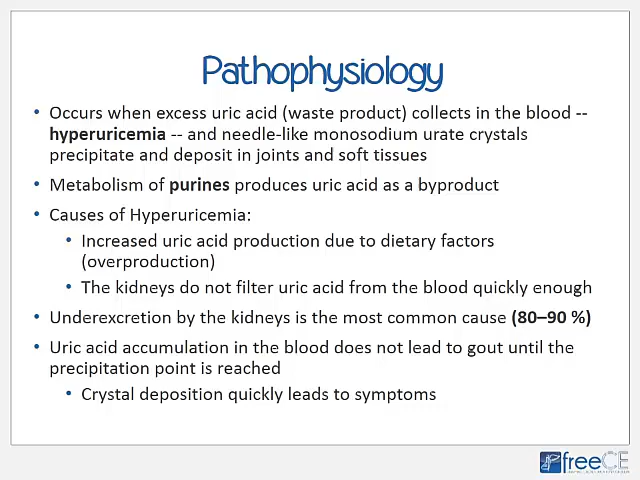 Pathophysiology
• Occurs when excess uric acid (waste product) collects in the blood --
hyperuricemia -- and needle-like monosodium urate crystals
precipitate and deposit in joints and soft tissues
• Metabolism of purines produces uric acid as a byproduct
• Causes of Hyperuricemia:
• Increased uric acid production due to dietary factors
(overproduction)
• The kidneys do not filter uric acid from the blood quickly enough
• Underexcretion by the kidneys is the most common cause (80–90 %)
• Uric acid accumulation in the blood does not lead to gout until the
precipitation point is reached
• Crystal deposition quickly leads to symptoms
freeCE